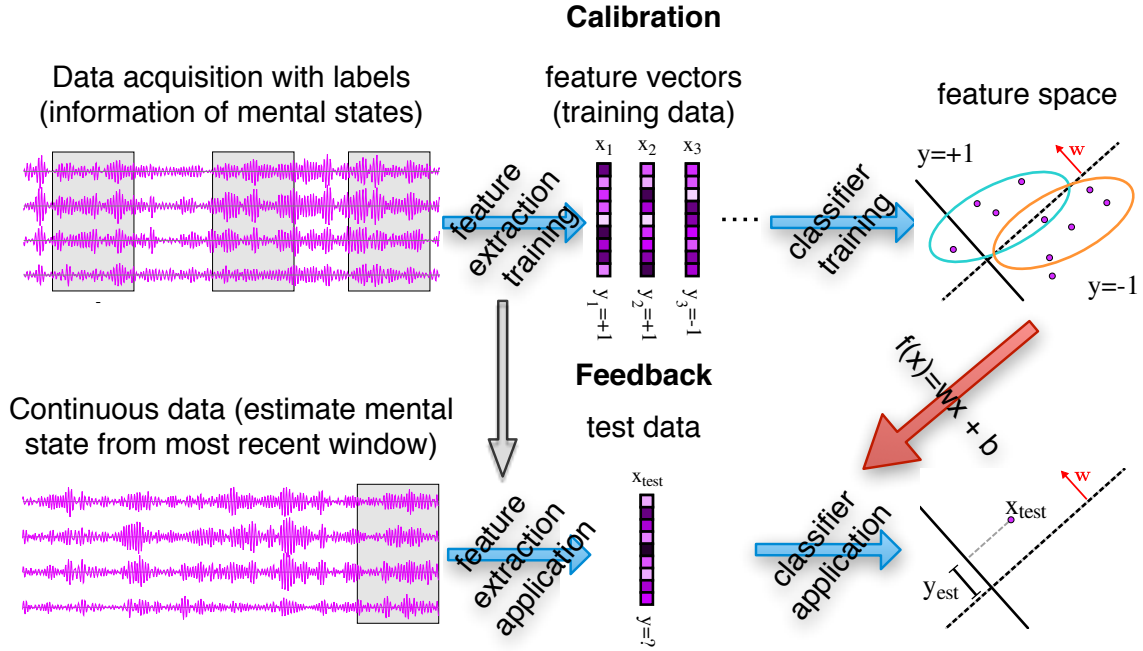 Calibration
Data acquisition with labels
(information of mental states)
feature
extraction
training
feature vectors
(training data)
x1
x2
x3
....
y1=+1
y2=+1
y3=-1
classifier
training
feature space
y=+1
w
y=-1
f(x)=wx + b
Feedback
Continuous data (estimate mental
state from most recent window)
feature
extraction
application
test data
xtest
y=?
classifier
application
w
xtest
yest